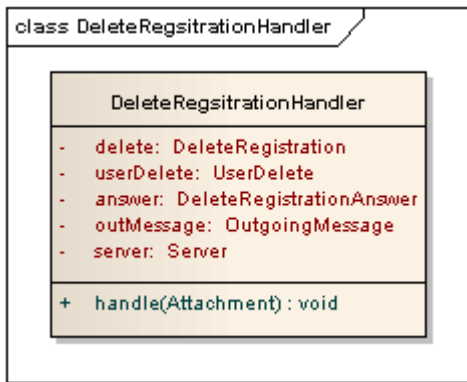 class DeleteRegsitrationHandler
DeleteRegsitrationHandler
- delete: DeleteRegistration
- userDelete: UserDelete
- answer: DeleteRegistrationAnswer
- outMessage: OutgoingMessage
- server: Server
+ handle(Attachment) : void